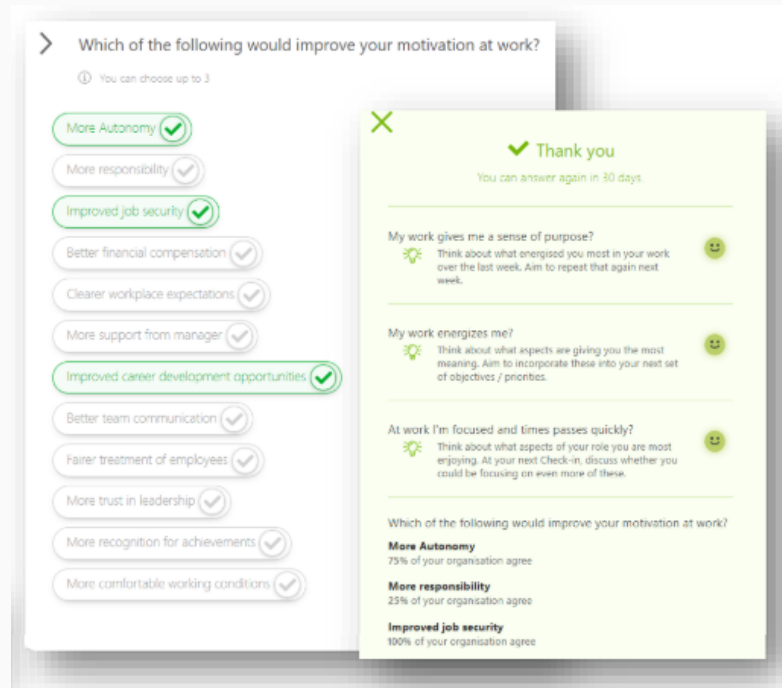 Which of the following would improve your motivation at work?
You can choose up to 3
More Autonomy
More responsibility
Improved job security
Better financial compensation
Clearer workplace expectations
More support from manager
Improved career development opportunities
Better team communication
Fairer treatment of employees
More trust in leadership
More recognition for achievements
More comfortable working conditions
Thank you
You can answer again in 30 days.
My work gives me a sense of purpose?
Think about what energised you most in your work
over the last week. Aim to repeat that again next
week.
My work energizes me?
Think about what aspects are giving you the most
meaning. Aim to incorporate these into your next set
of objectives / priorities.
At work I'm focused and times passes quickly?
Think about what aspects of your role you are most
enjoying. At your next Check-in, discuss whether you
could be focusing on even more of these.
Which of the following would improve your motivation at work?
More Autonomy
75% of your organisation agree
More responsibility
25% of your organisation agree
Improved job security
100% of your organisation agree